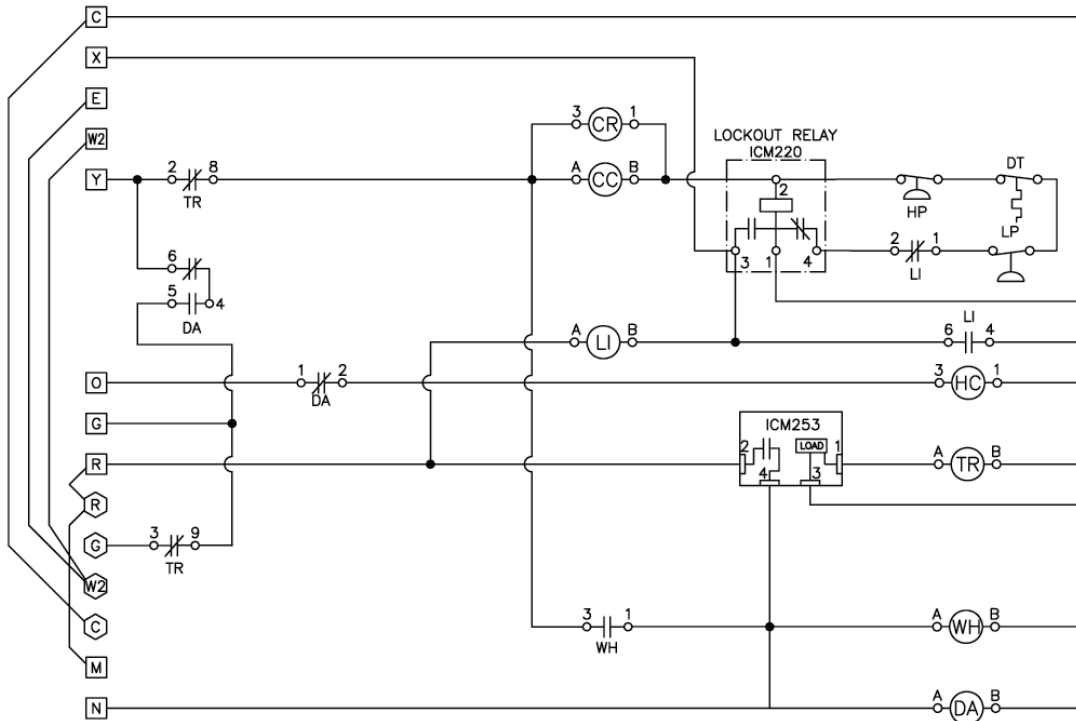 C
X
E
W2
Y
2 8
TR
6
5 4
DA
3 CR 1
A CC B
LOCKOUT RELAY
ICM220
2
3 1 4
HP
DT
LP
2 1
LI
A LI B
LI
6 4
O
1 2
DA
3 HC 1
G
ICM253
2 LOAD 1
4 3
R
A TR B
R
G
3 9
TR
W2
C
3 1
WH
A WH B
M
N
A DA B